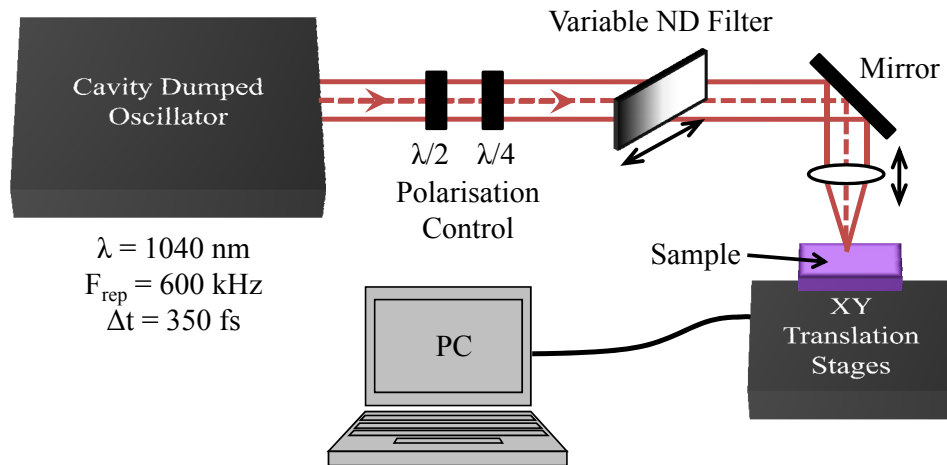 Variable ND Filter
Mirror
Cavity Dumped
Oscillator
λ/2
λ/4
Polarisation
Control
λ = 1040 nm
F_rep = 600 kHz
Δt = 350 fs
Sample
PC
XY
Translation
Stages